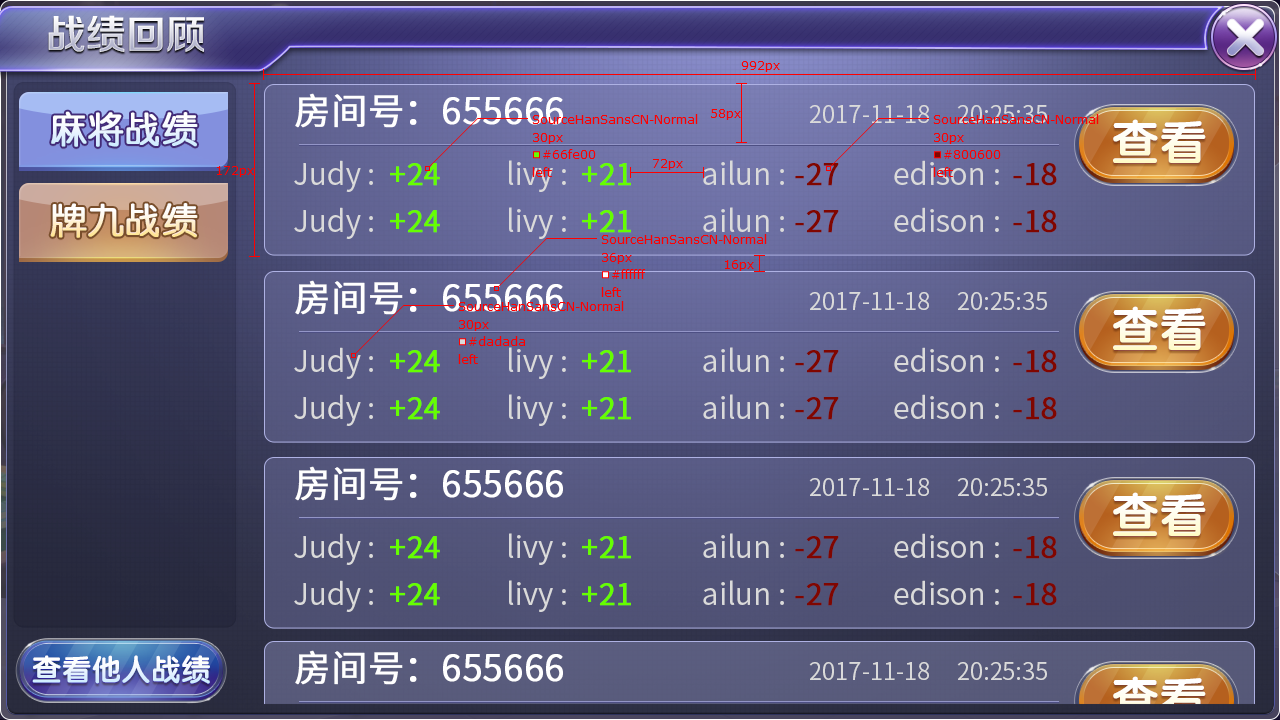 战绩回顾
992px
麻将战绩
牌九战绩
查看他人战绩
172px
房间号：655666
2017-11-18 20:25:35
查看
58px
SourceHanSansCN-Normal
30px
#66fe00
left
SourceHanSansCN-Normal
30px
#800600
left
72px
Judy : +24 livy : +21 ailun : -27 edison : -18
Judy : +24 livy : +21 ailun : -27 edison : -18
SourceHanSansCN-Normal
36px
#ffffff
left
16px
房间号：655666
2017-11-18 20:25:35
查看
SourceHanSansCN-Normal
30px
#dadada
left
Judy : +24 livy : +21 ailun : -27 edison : -18
Judy : +24 livy : +21 ailun : -27 edison : -18
房间号：655666
2017-11-18 20:25:35
查看
Judy : +24 livy : +21 ailun : -27 edison : -18
Judy : +24 livy : +21 ailun : -27 edison : -18
房间号：655666
2017-11-18 20:25:35
查看